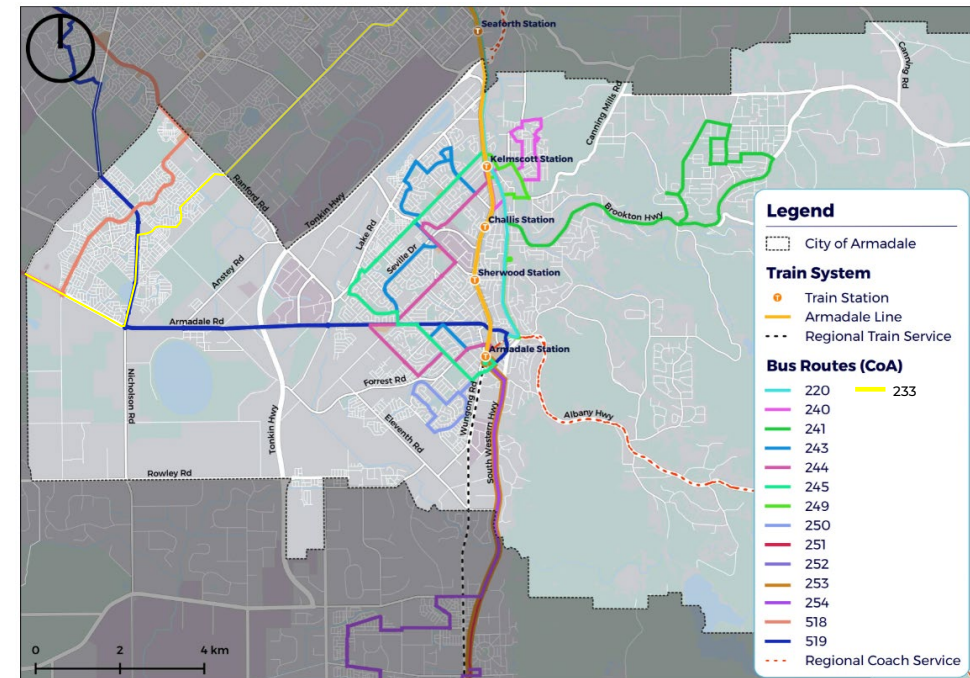 Seaforth Station
Canning Rd
Canning Mills Rd
Kelmscott Station
Ranford Rd
Tonkin Hwy
Lake Rd
Challis Station
Brookton Hwy
Seville Dr
Anstey Rd
Sherwood Station
Armadale Rd
Armadale Station
Nicholson Rd
Forrest Rd
Tonkin Hwy
Eleventh Rd
Wungong Rd
South Western Hwy
Albany Hwy
Rowley Rd
0 2 4 km
Legend
City of Armadale
Train System
Train Station
Armadale Line
Regional Train Service
Bus Routes (CoA)
220 233
240
241
243
244
245
249
250
251
252
253
254
518
519
Regional Coach Service